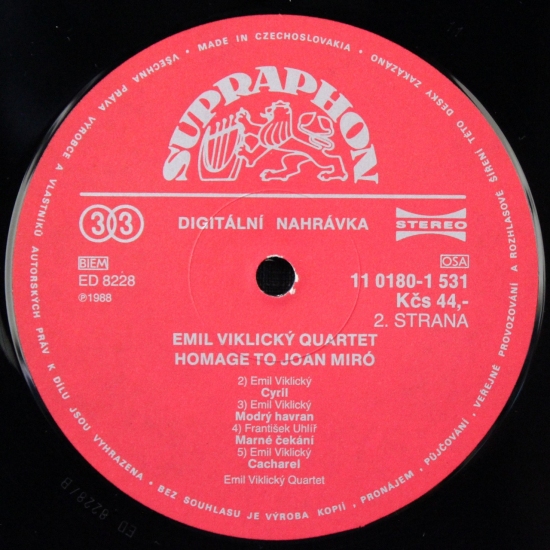 MADE IN CZECHOSLOVAKIA • VŠECHNA PRÁVA VÝROBCE A VLASTNÍKŮ AUTORSKÝCH PRÁV K DÍLU JSOU VYHRAZENA • BEZ SOUHLASU JE VÝROBA KOPIÍ, PRONÁJEM, PŮJČOVÁNÍ, VEŘEJNÉ PROVOZOVÁNÍ A ROZHLASOVÉ ŠÍŘENÍ TÉTO DESKY ZAKÁZÁNO •
SUPRAPHON
33
DIGITÁLNÍ NAHRÁVKA
STEREO
BIEM
OSA
ED 8228
11 0180-1 531
℗1988
Kčs 44,-
2. STRANA
EMIL VIKLICKÝ QUARTET
HOMAGE TO JOAN MIRÓ
2) Emil Viklický
Cyril
3) Emil Viklický
Modrý havran
4) František Uhlíř
Marné čekání
5) Emil Viklický
Cacharel
Emil Viklický Quartet
ED 8228/B